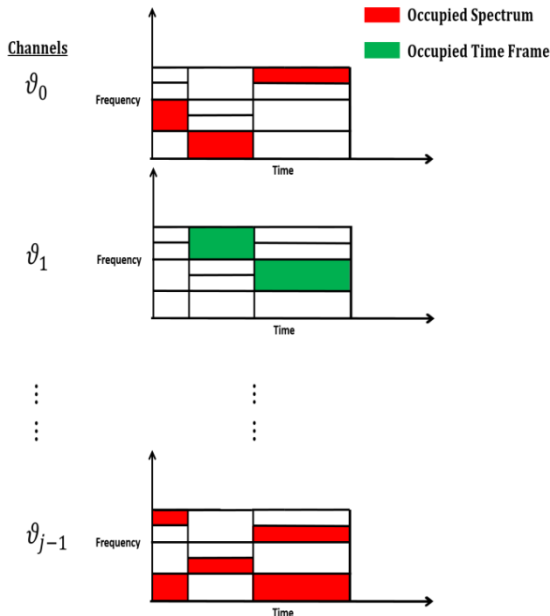 Occupied Spectrum
Channels
Occupied Time Frame
ϑ0
Frequency
Time
ϑ1
Frequency
Time
⋮ ⋮
⋮ ⋮
ϑj−1
Frequency
Time